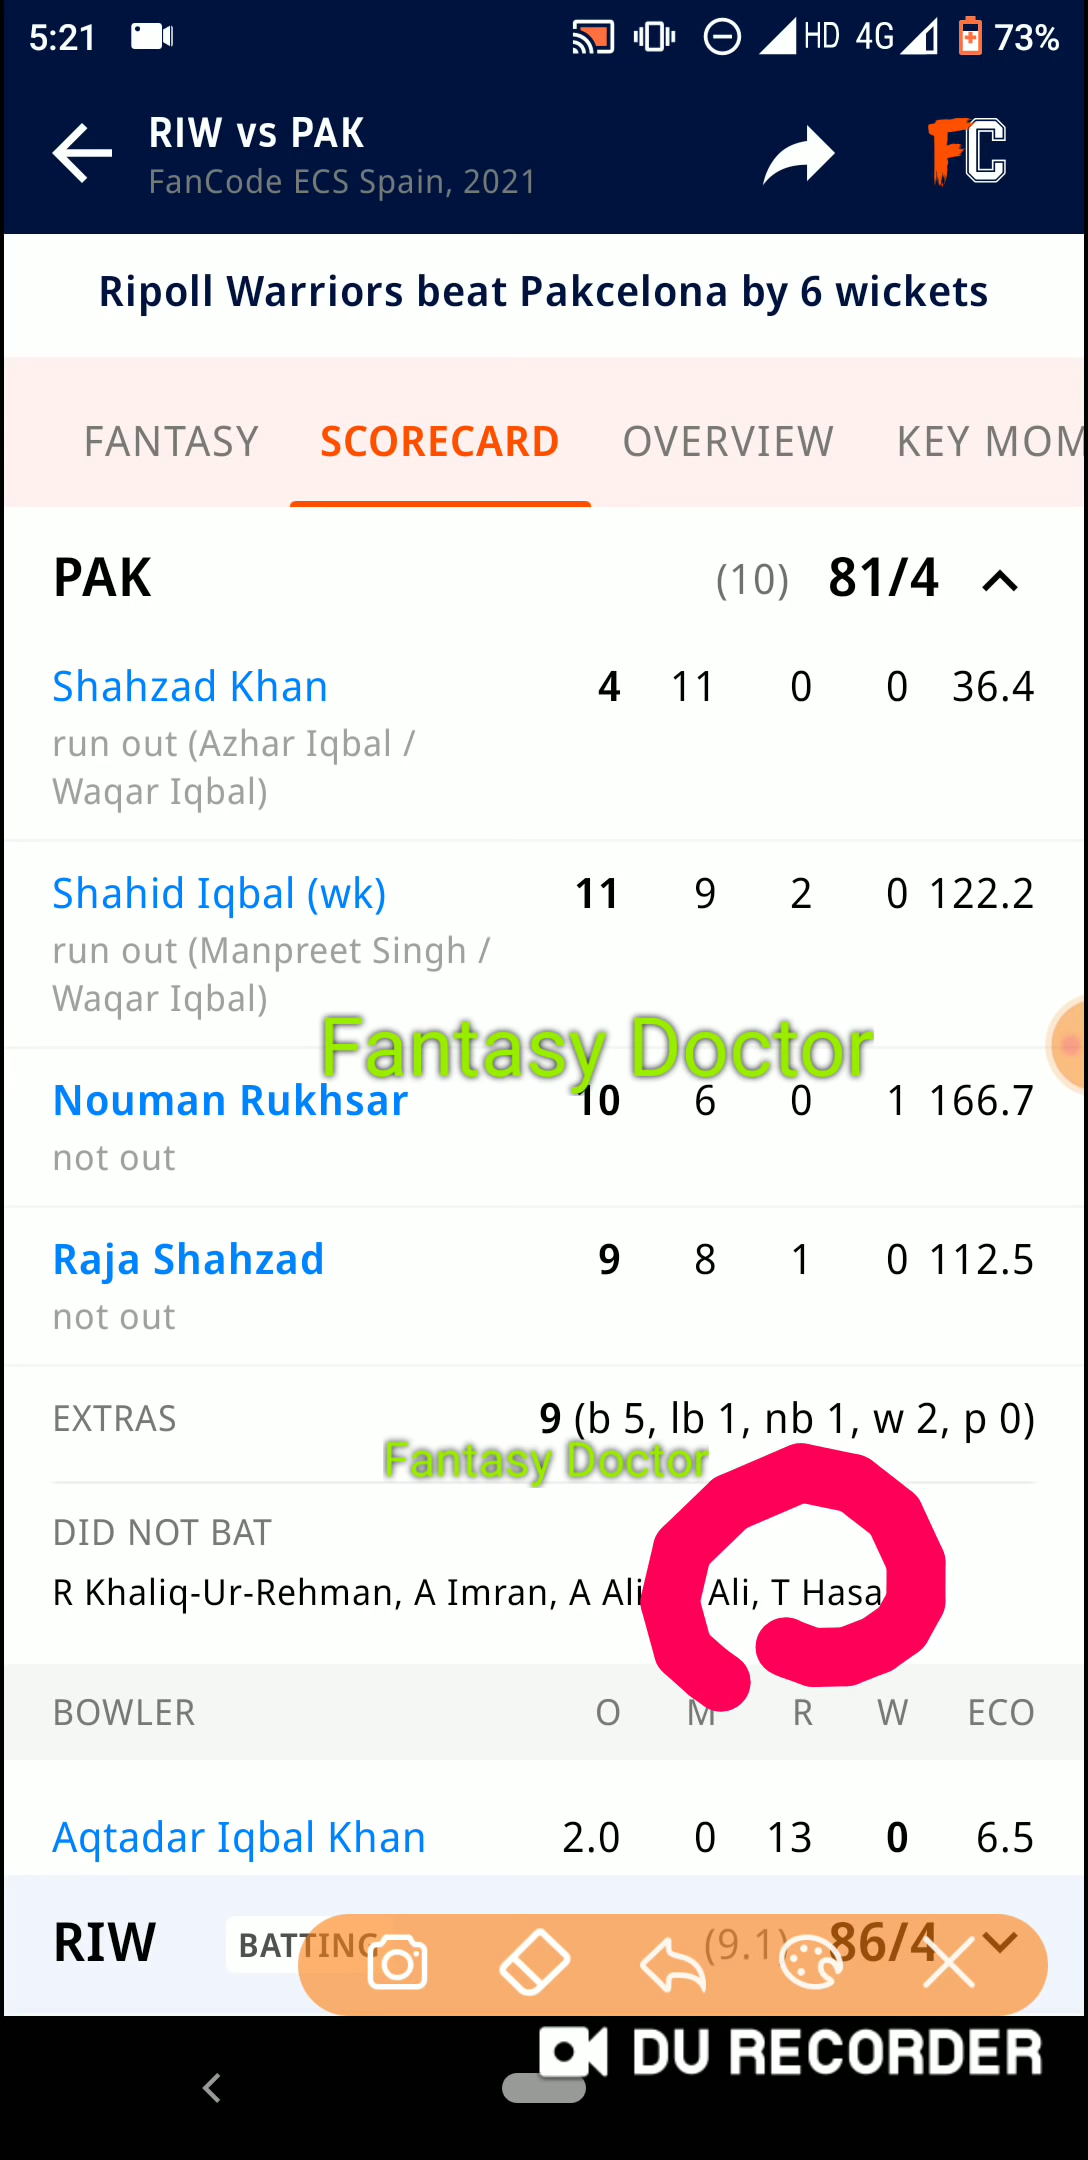 5:21 HD 4G 73%
RIW vs PAK
FanCode ECS Spain, 2021
FC
Ripoll Warriors beat Pakcelona by 6 wickets
FANTASY SCORECARD OVERVIEW KEY MOM
PAK (10) 81/4
Shahzad Khan 4 11 0 0 36.4
run out (Azhar Iqbal /
Waqar Iqbal)
Shahid Iqbal (wk) 11 9 2 0 122.2
run out (Manpreet Singh /
Waqar Iqbal)
Fantasy Doctor
Nouman Rukhsar 10 6 0 1 166.7
not out
Raja Shahzad 9 8 1 0 112.5
not out
EXTRAS 9 (b 5, lb 1, nb 1, w 2, p 0)
Fantasy Doctor
DID NOT BAT
R Khaliq-Ur-Rehman, A Imran, A Ali Ali, T Hasa
BOWLER O M R W ECO
Aqtadar Iqbal Khan 2.0 0 13 0 6.5
RIW BATTING (9.1) 86/4
DU RECORDER